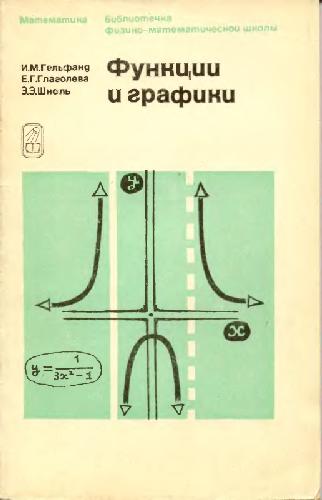 Математика
Библиотечка
физико-математической школы
И.М.Гельфанд
Е.Г.Глаголева
Э.Э.Шноль
Функции
и графики
y
x
y = 1/(3x² - 1)